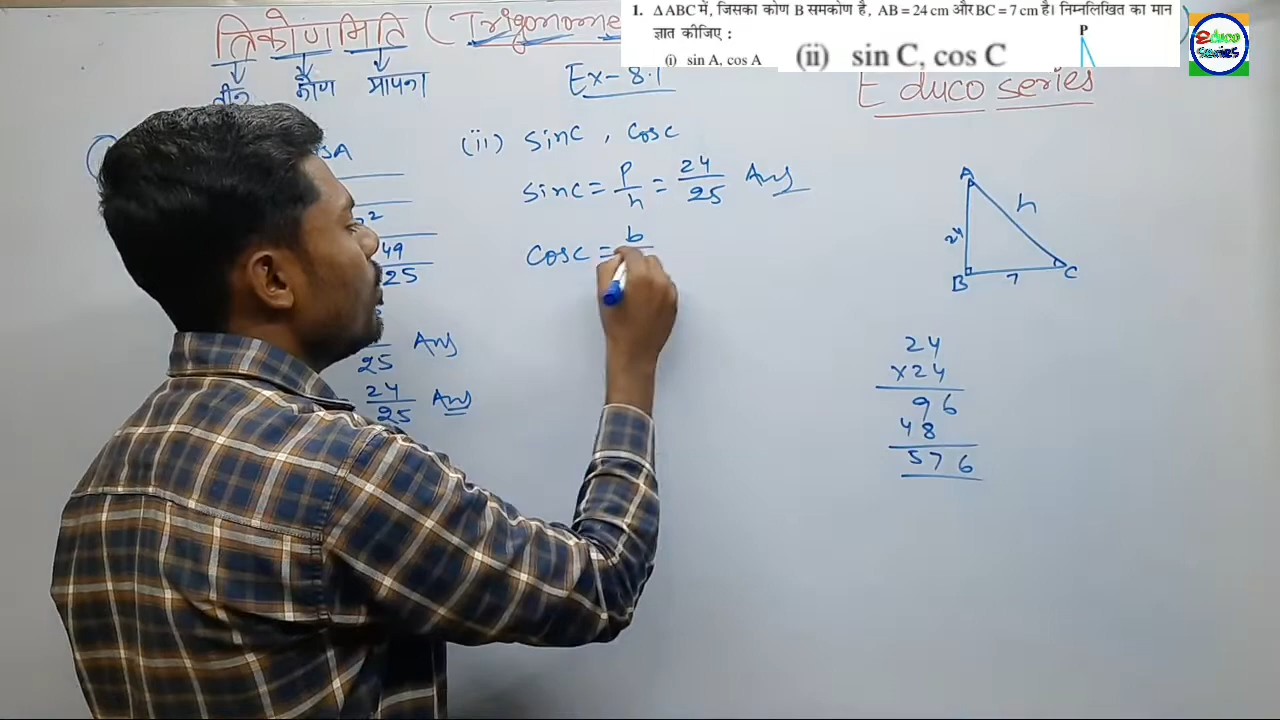 त्रिकोणमिति ( Trigonome
तीन कोण मापना
1. ΔABC में, जिसका कोण B समकोण है, AB = 24 cm और BC = 7 cm है। निम्नलिखित का मान
ज्ञात कीजिए :
(i) sin A, cos A
(ii) sin C, cos C
P
educo
series
Ex- 8.1
Educo series
49
25
25 Ans
24
25 Ans
(ii) sinC , CosC
sinC = P/h = 24/25 Ans
CosC = b
A
h
24
B 7 C
24
×24
96
48
576